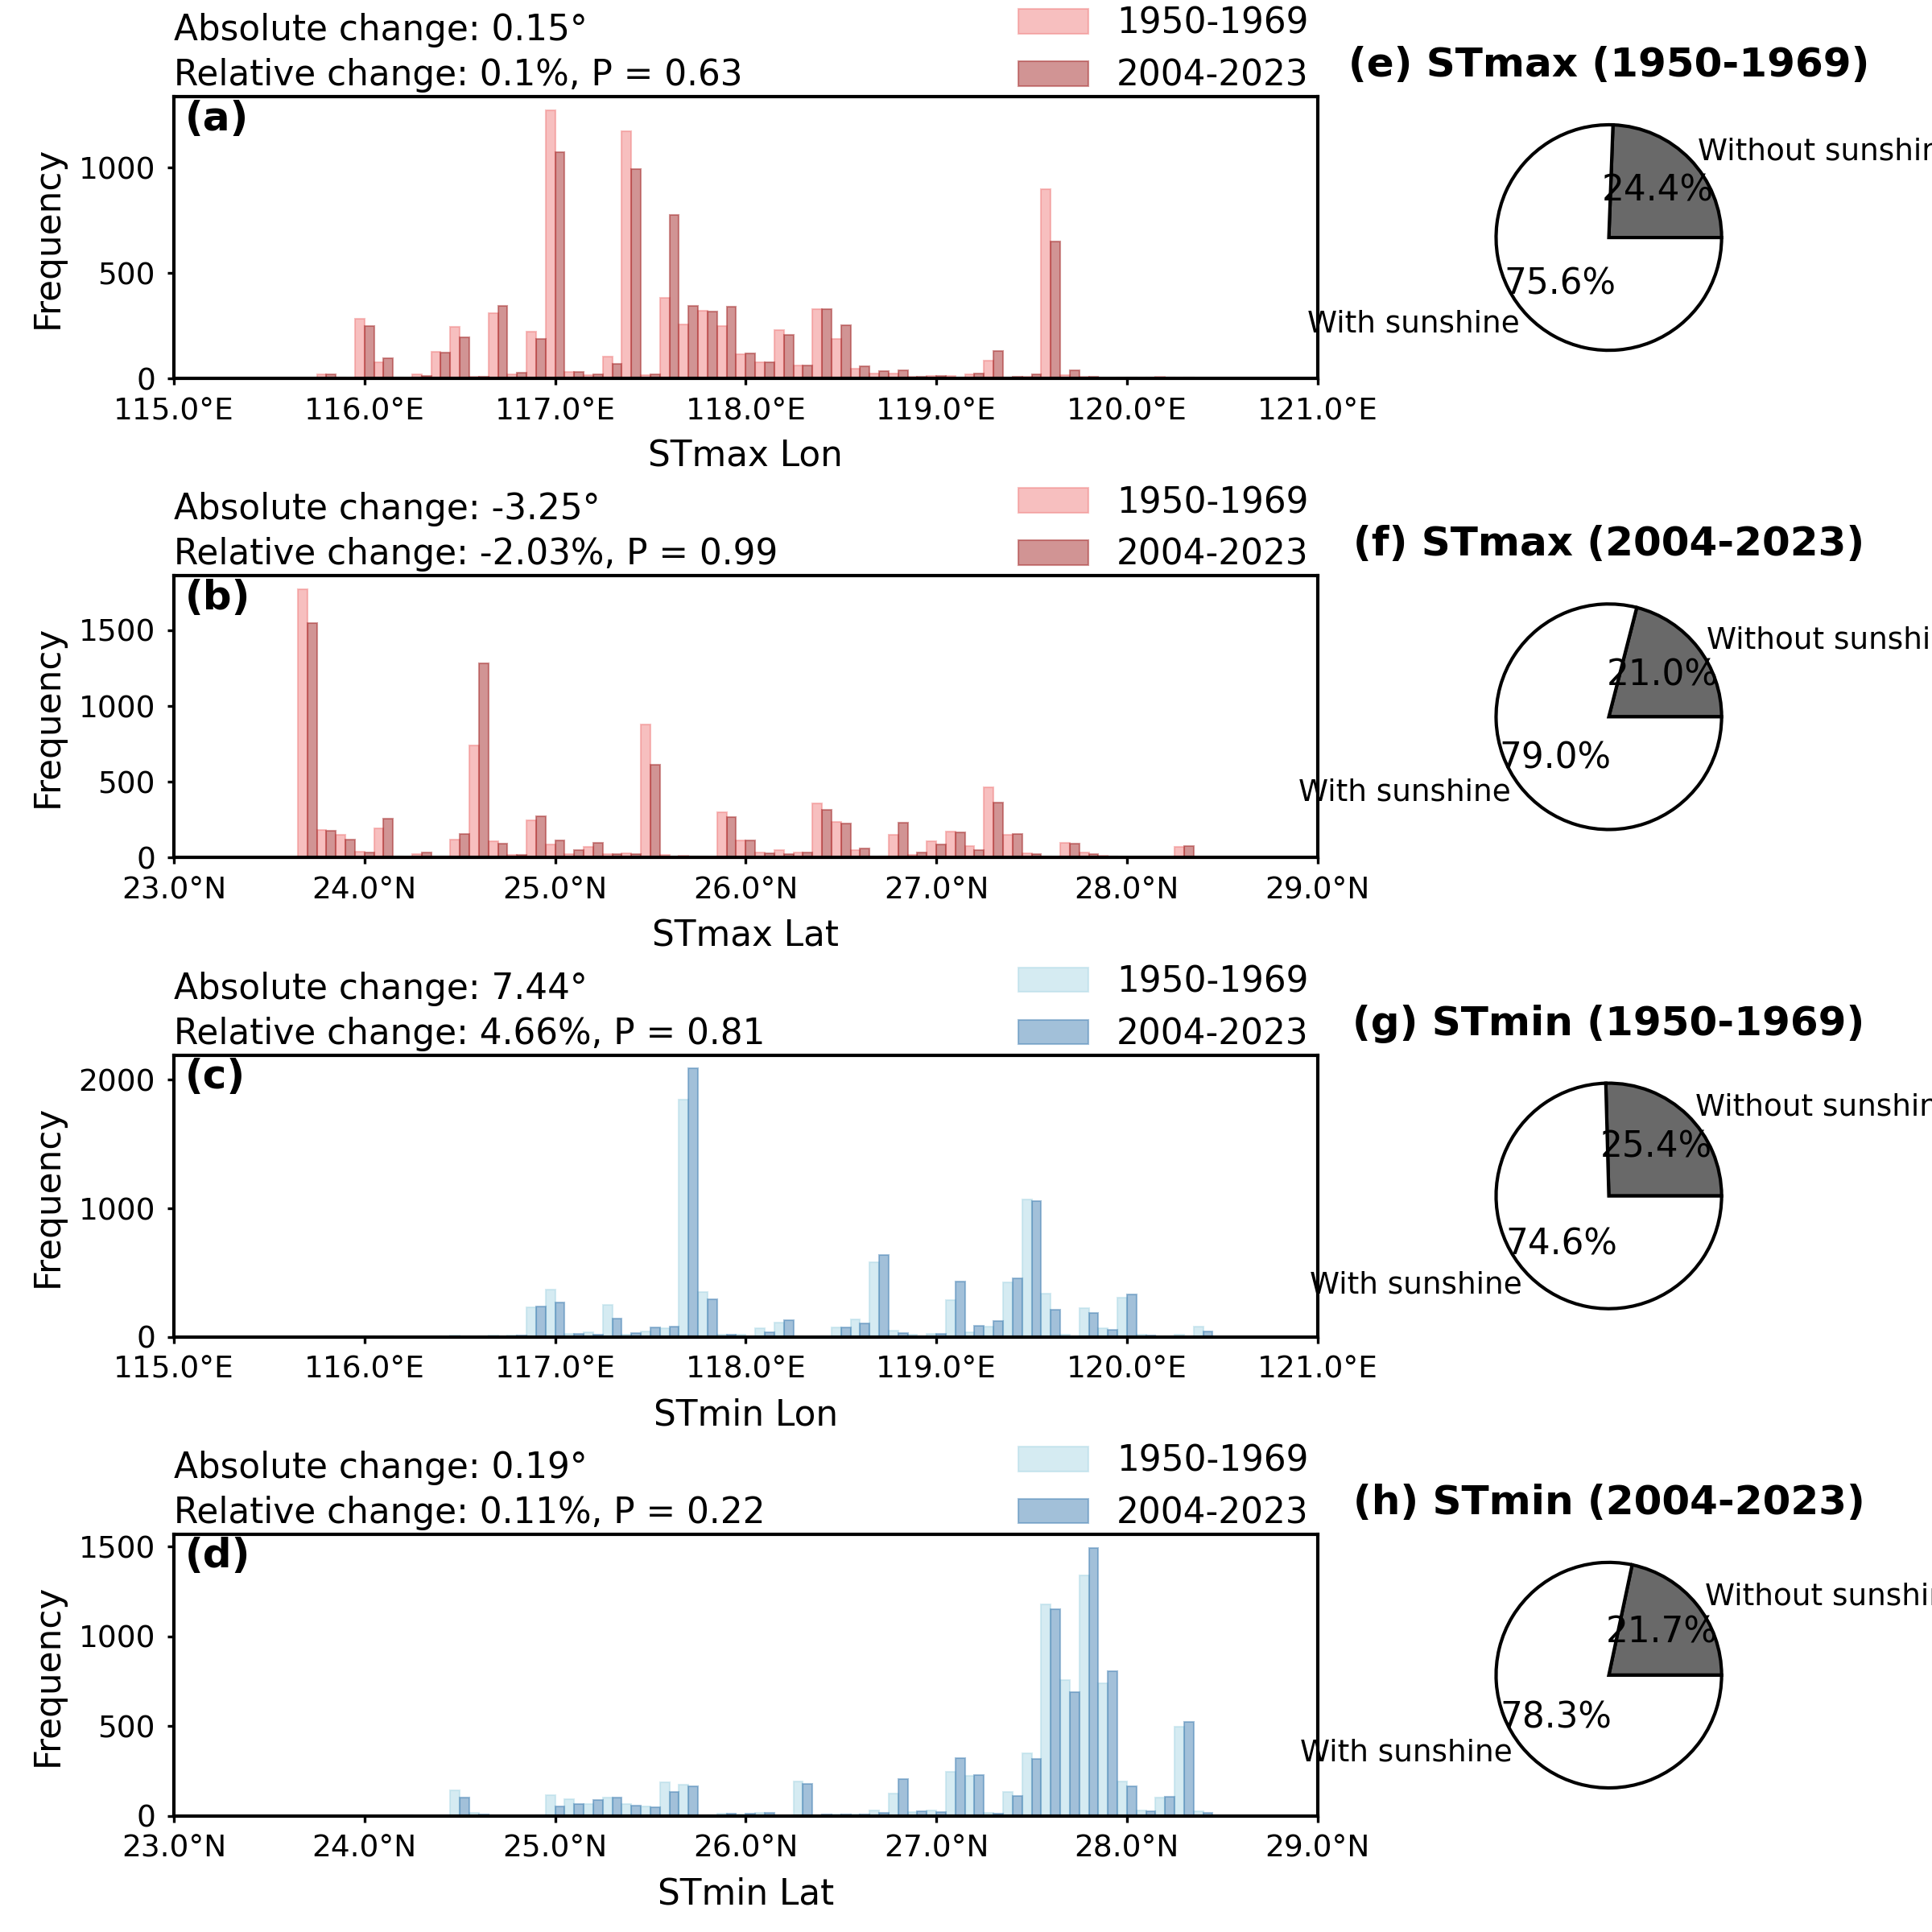 Absolute change: 0.15°
Relative change: 0.1%, P = 0.63
1950-1969
2004-2023
(a)
Frequency
1000
500
0
115.0°E 116.0°E 117.0°E 118.0°E 119.0°E 120.0°E 121.0°E
STmax Lon
(e) STmax (1950-1969)
Without sunshin
24.4%
75.6%
With sunshine
Absolute change: -3.25°
Relative change: -2.03%, P = 0.99
1950-1969
2004-2023
(b)
Frequency
1500
1000
500
0
23.0°N 24.0°N 25.0°N 26.0°N 27.0°N 28.0°N 29.0°N
STmax Lat
(f) STmax (2004-2023)
Without sunshi
21.0%
79.0%
With sunshine
Absolute change: 7.44°
Relative change: 4.66%, P = 0.81
1950-1969
2004-2023
(c)
Frequency
2000
1000
0
115.0°E 116.0°E 117.0°E 118.0°E 119.0°E 120.0°E 121.0°E
STmin Lon
(g) STmin (1950-1969)
Without sunshin
25.4%
74.6%
With sunshine
Absolute change: 0.19°
Relative change: 0.11%, P = 0.22
1950-1969
2004-2023
(d)
Frequency
1500
1000
500
0
23.0°N 24.0°N 25.0°N 26.0°N 27.0°N 28.0°N 29.0°N
STmin Lat
(h) STmin (2004-2023)
Without sunshi
21.7%
78.3%
With sunshine